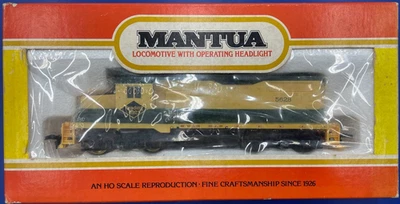 MANTUA
LOCOMOTIVE WITH OPERATING HEADLIGHT
AN HO SCALE REPRODUCTION · FINE CRAFTSMANSHIP SINCE 1926